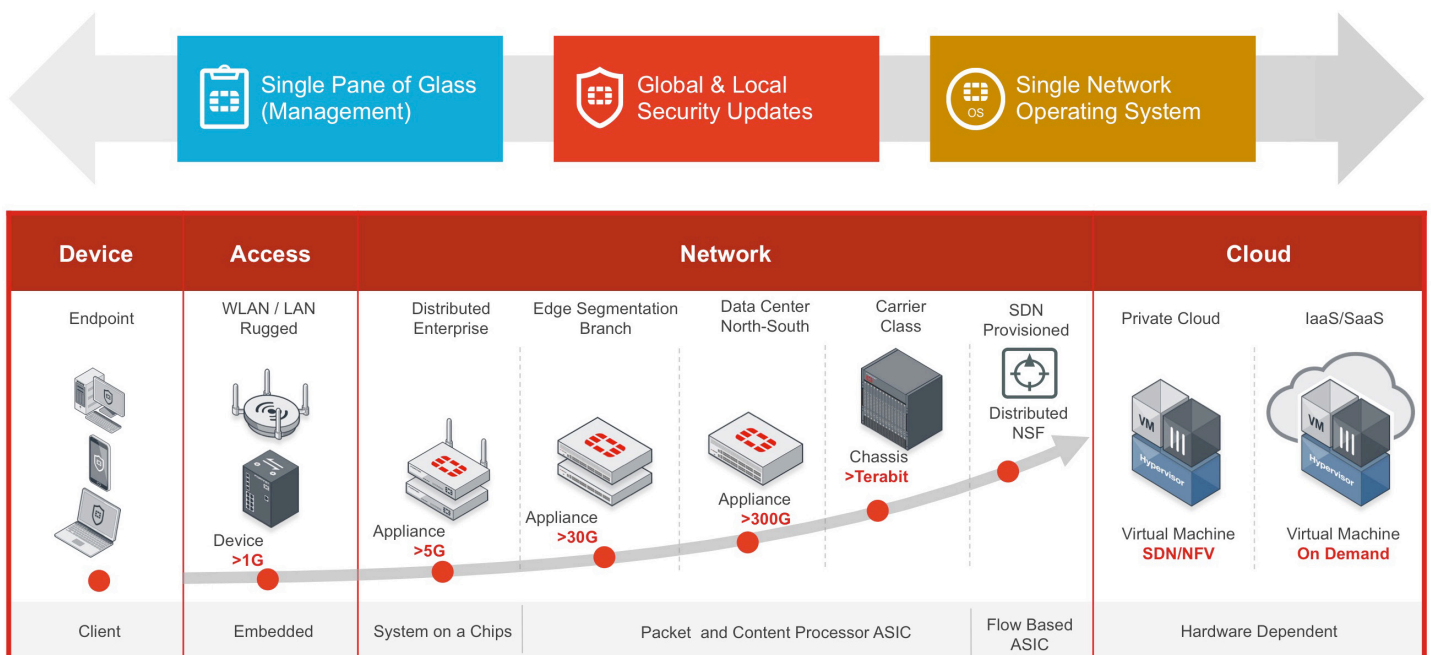 Single Pane of Glass
(Management)
Global & Local
Security Updates
OS
Single Network
Operating System
Device
Access
Network
Cloud
Endpoint
WLAN / LAN
Rugged
Distributed
Enterprise
Edge Segmentation
Branch
Data Center
North-South
Carrier
Class
SDN
Provisioned
Private Cloud
IaaS/SaaS
Distributed
NSF
VM
Hypervisor
VM
Hypervisor
Device
>1G
Appliance
>5G
Appliance
>30G
Appliance
>300G
Chassis
>Terabit
Virtual Machine
SDN/NFV
Virtual Machine
On Demand
Client
Embedded
System on a Chips
Packet and Content Processor ASIC
Flow Based
ASIC
Hardware Dependent